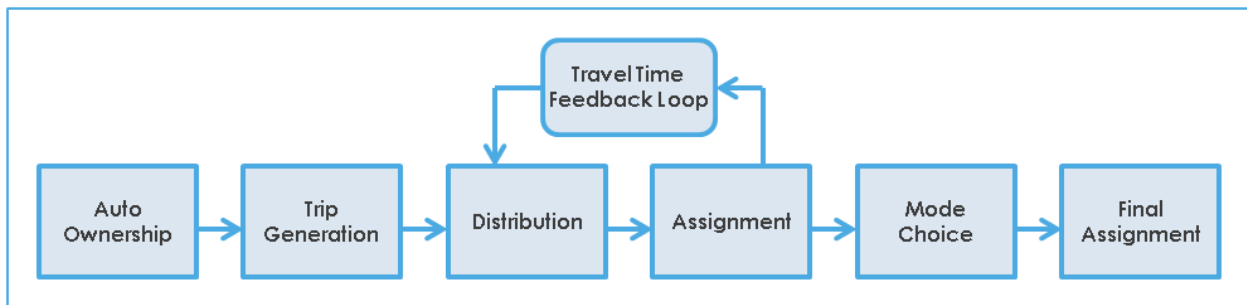 Travel Time
Feedback Loop
Auto
Ownership
Trip
Generation
Distribution
Assignment
Mode
Choice
Final
Assignment